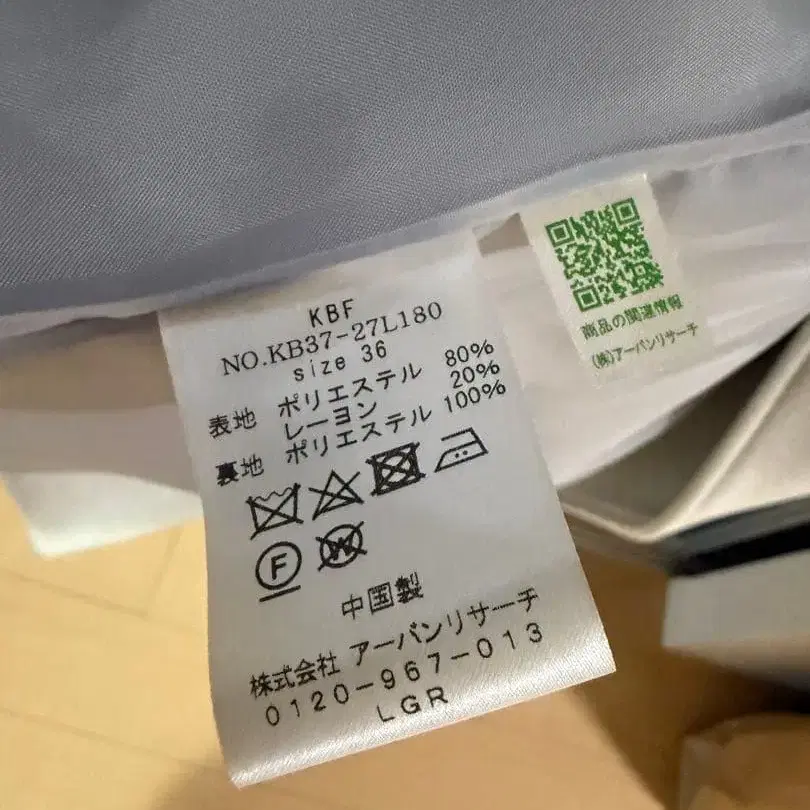 KBF
NO.KB37-27L180
size 36
表地 ポリエステル 80%
レーヨン 20%
裏地 ポリエステル 100%
F
W
中国製
株式会社 アーバンリサーチ
0120-967-013
LGR
商品の関連情報
(株)アーバンリサーチ